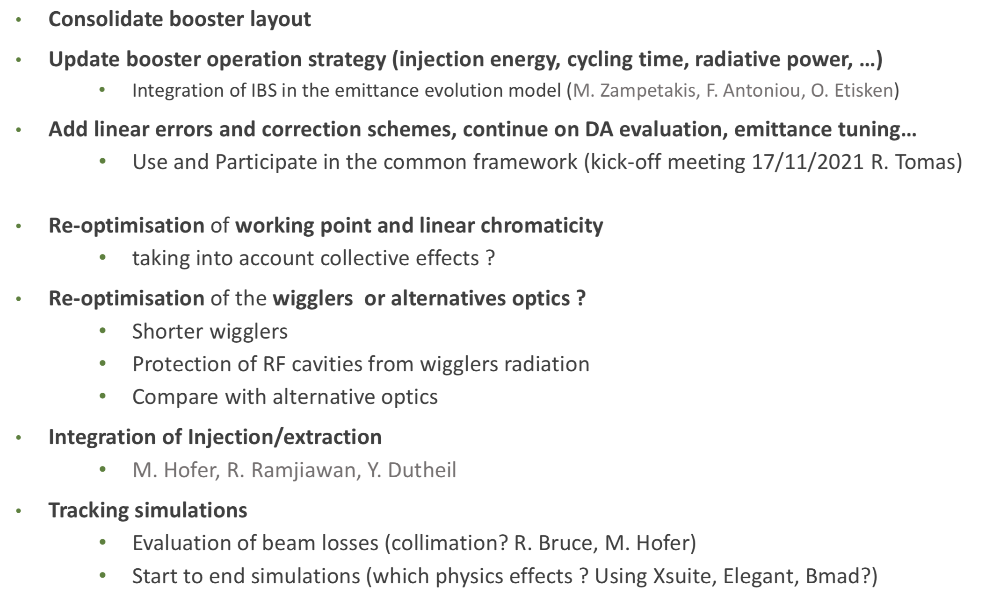 • Consolidate booster layout
• Update booster operation strategy (injection energy, cycling time, radiative power, ...)
• Integration of IBS in the emittance evolution model (M. Zampetakis, F. Antoniou, O. Etisken)
• Add linear errors and correction schemes, continue on DA evaluation, emittance tuning...
• Use and Participate in the common framework (kick-off meeting 17/11/2021 R. Tomas)
• Re-optimisation of working point and linear chromaticity
• taking into account collective effects ?
• Re-optimisation of the wigglers  or alternatives optics ?
• Shorter wigglers
• Protection of RF cavities from wigglers radiation
• Compare with alternative optics
• Integration of Injection/extraction
• M. Hofer, R. Ramjiawan, Y. Dutheil
• Tracking simulations
• Evaluation of beam losses (collimation? R. Bruce, M. Hofer)
• Start to end simulations (which physics effects ? Using Xsuite, Elegant, Bmad?)